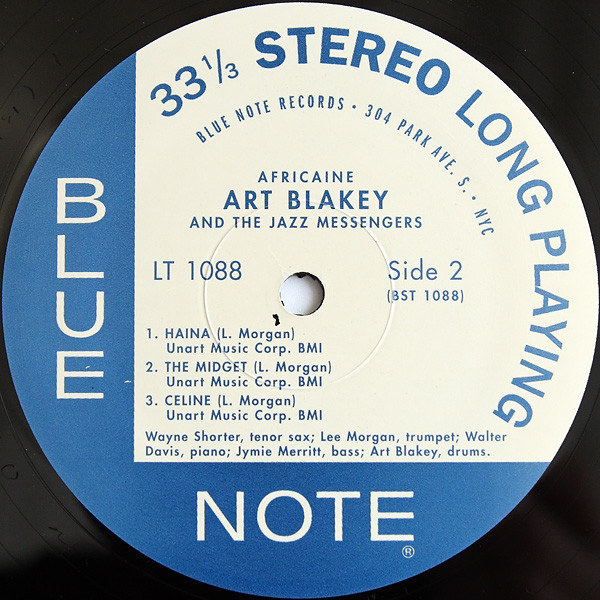 33⅓ STEREO LONG PLAYING
BLUE NOTE RECORDS • 304 PARK AVE. S. • NYC
AFRICAINE
ART BLAKEY
AND THE JAZZ MESSENGERS
LT 1088
Side 2
(BST 1088)
1. HAINA (L. Morgan)
Unart Music Corp. BMI
2. THE MIDGET (L. Morgan)
Unart Music Corp. BMI
3. CELINE (L. Morgan)
Unart Music Corp. BMI
Wayne Shorter, tenor sax; Lee Morgan, trumpet; Walter
Davis, piano; Jymie Merritt, bass; Art Blakey, drums.
BLUE
NOTE®